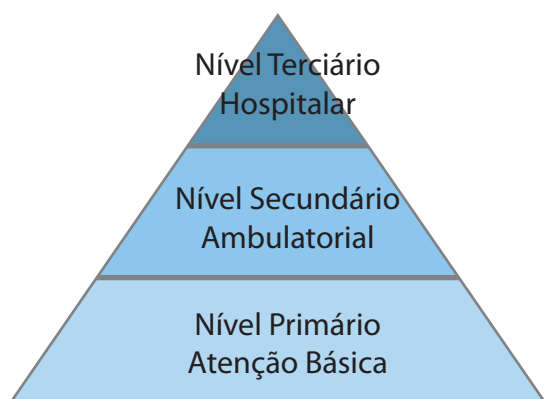 Nível Terciário
Hospitalar
Nível Secundário
Ambulatorial
Nível Primário
Atenção Básica